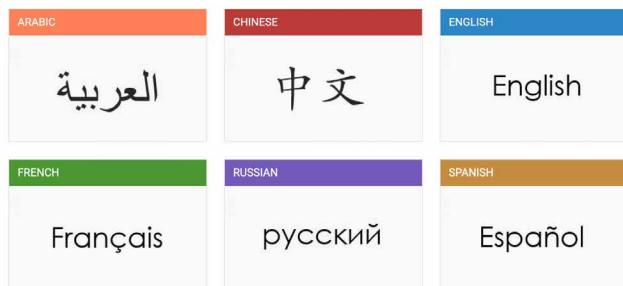 ARABIC
العربية
CHINESE
中文
ENGLISH
English
FRENCH
Français
RUSSIAN
русский
SPANISH
Español